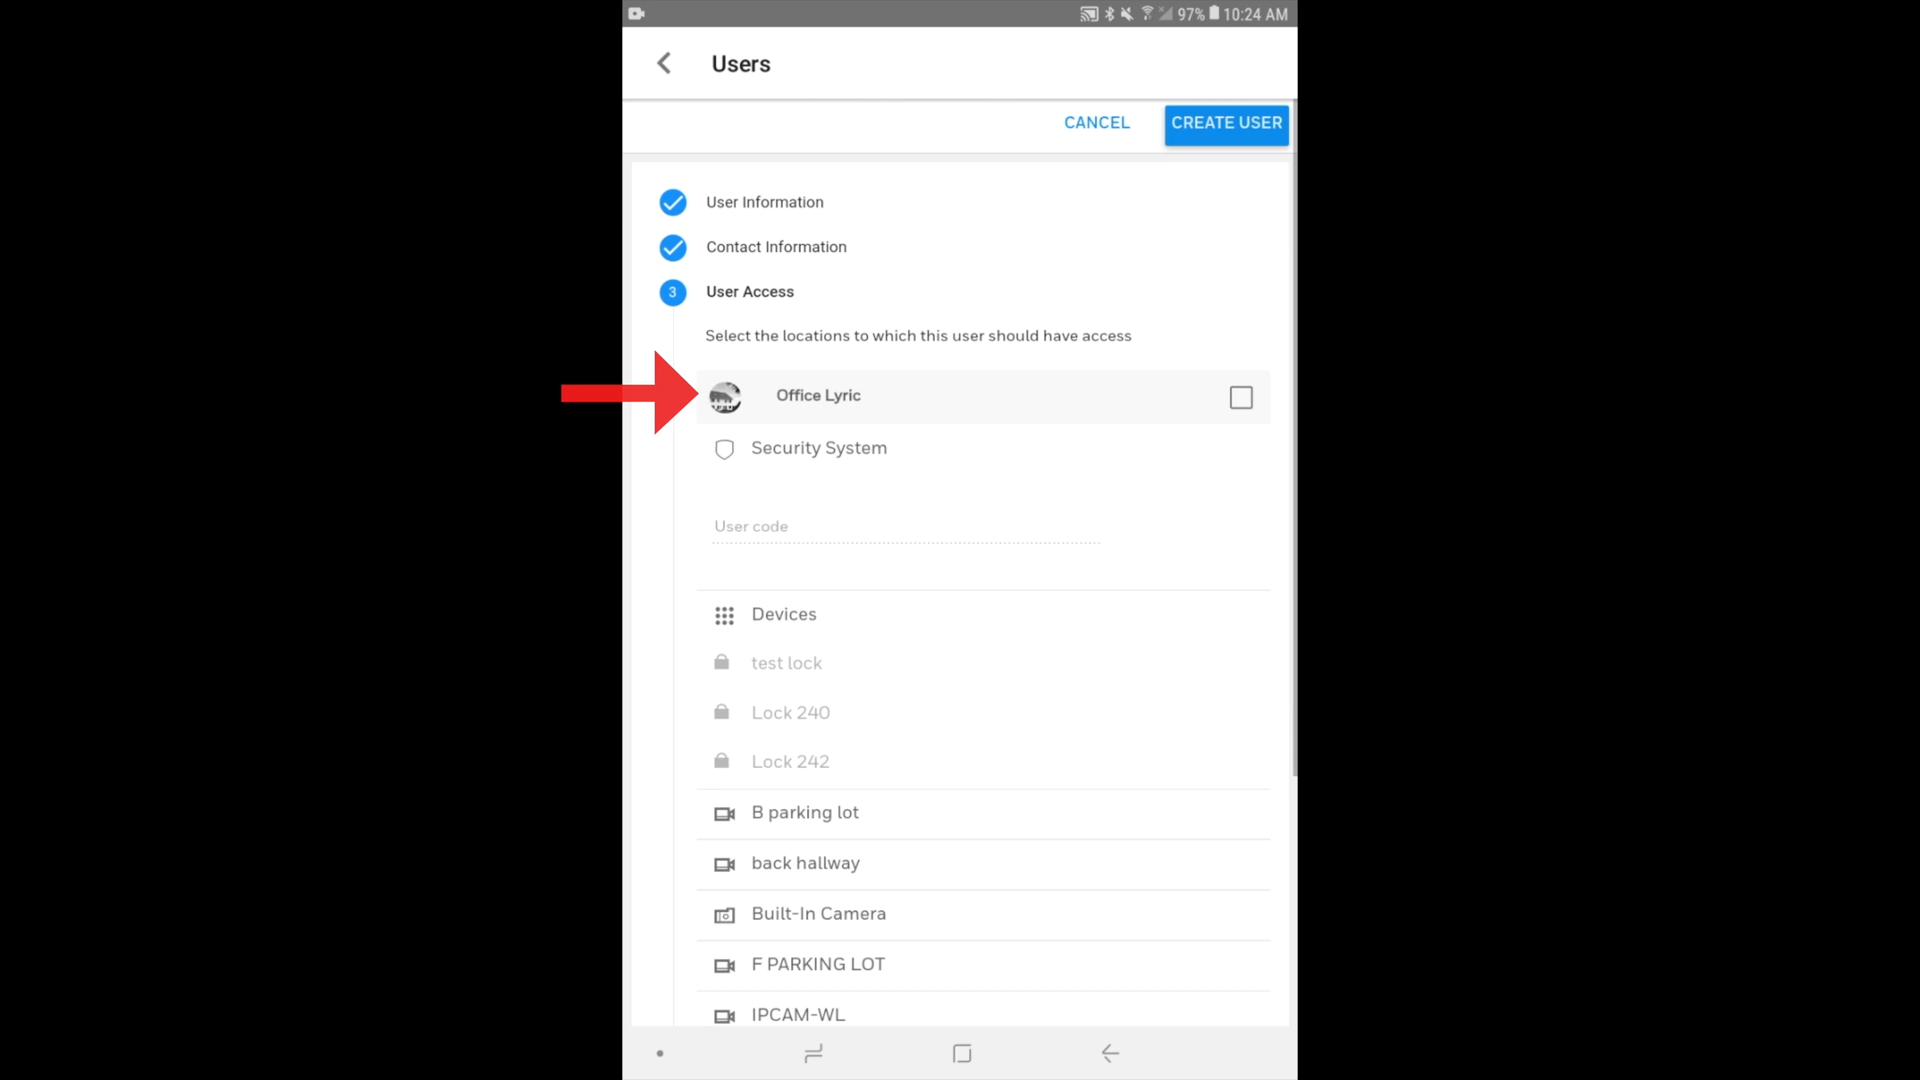 97% 10:24 AM
Users
CANCEL CREATE USER
User Information
Contact Information
3 User Access
Select the locations to which this user should have access
Office Lyric
Security System
User code
Devices
test lock
Lock 240
Lock 242
B parking lot
back hallway
Built-In Camera
F PARKING LOT
IPCAM-WL